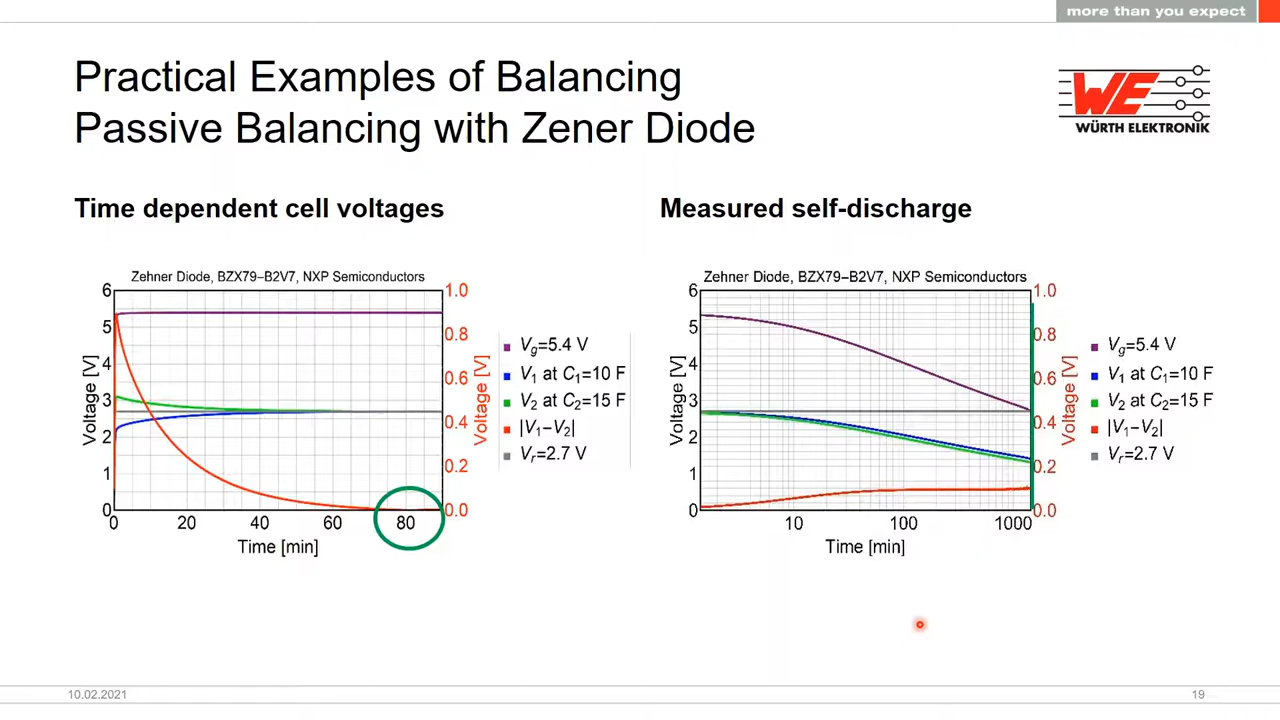 more than you expect
Practical Examples of Balancing
Passive Balancing with Zener Diode
WE
WÜRTH ELEKTRONIK
Time dependent cell voltages
Zehner Diode, BZX79–B2V7, NXP Semiconductors
6
5
4
3
2
1
0
Voltage [V]
1.0
0.8
0.6
0.4
0.2
0.0
Voltage [V]
0 20 40 60 80
Time [min]
Vg=5.4 V
V1 at C1=10 F
V2 at C2=15 F
|V1–V2|
Vr=2.7 V
Measured self-discharge
Zehner Diode, BZX79–B2V7, NXP Semiconductors
6
5
4
3
2
1
0
Voltage [V]
1.0
0.8
0.6
0.4
0.2
0.0
Voltage [V]
10 100 1000
Time [min]
Vg=5.4 V
V1 at C1=10 F
V2 at C2=15 F
|V1–V2|
Vr=2.7 V
10.02.2021
19